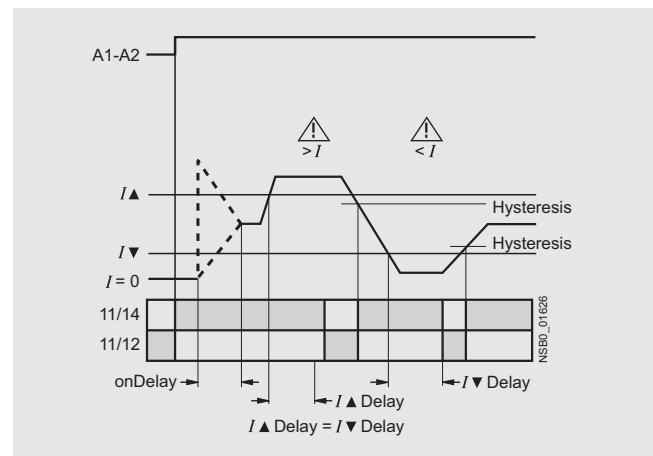 A1-A2
> I
< I
I▲
Hysteresis
Hysteresis
I▼
I = 0
11/14
11/12
NSB0_01626
onDelay
I▲Delay
I▼Delay
I▲Delay = I▼Delay